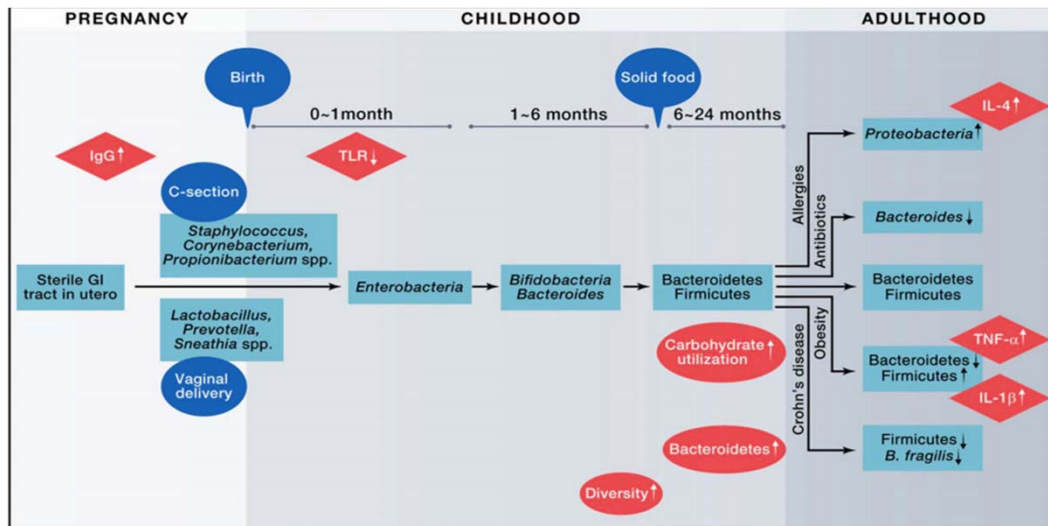 PREGNANCY
CHILDHOOD
ADULTHOOD
Birth
Solid food
0~1month
1~6 months
6~24 months
IL-4↑
Proteobacteria↑
IgG↑
TLR↓
C-section
Staphylococcus,
Corynebacterium,
Propionibacterium spp.
Allergies
Antibiotics
Bacteroides↓
Sterile GI
tract in utero
Enterobacteria
Bifidobacteria
Bacteroides
Bacteroidetes
Firmicutes
Bacteroidetes
Firmicutes
Lactobacillus,
Prevotella,
Sneathia spp.
Vaginal
delivery
Carbohydrate
utilization↑
Crohn's disease
Obesity
TNF-α↑
Bacteroidetes↓
Firmicutes↑
IL-1β↑
Bacteroidetes↑
Firmicutes↓
B. fragilis↓
Diversity↑